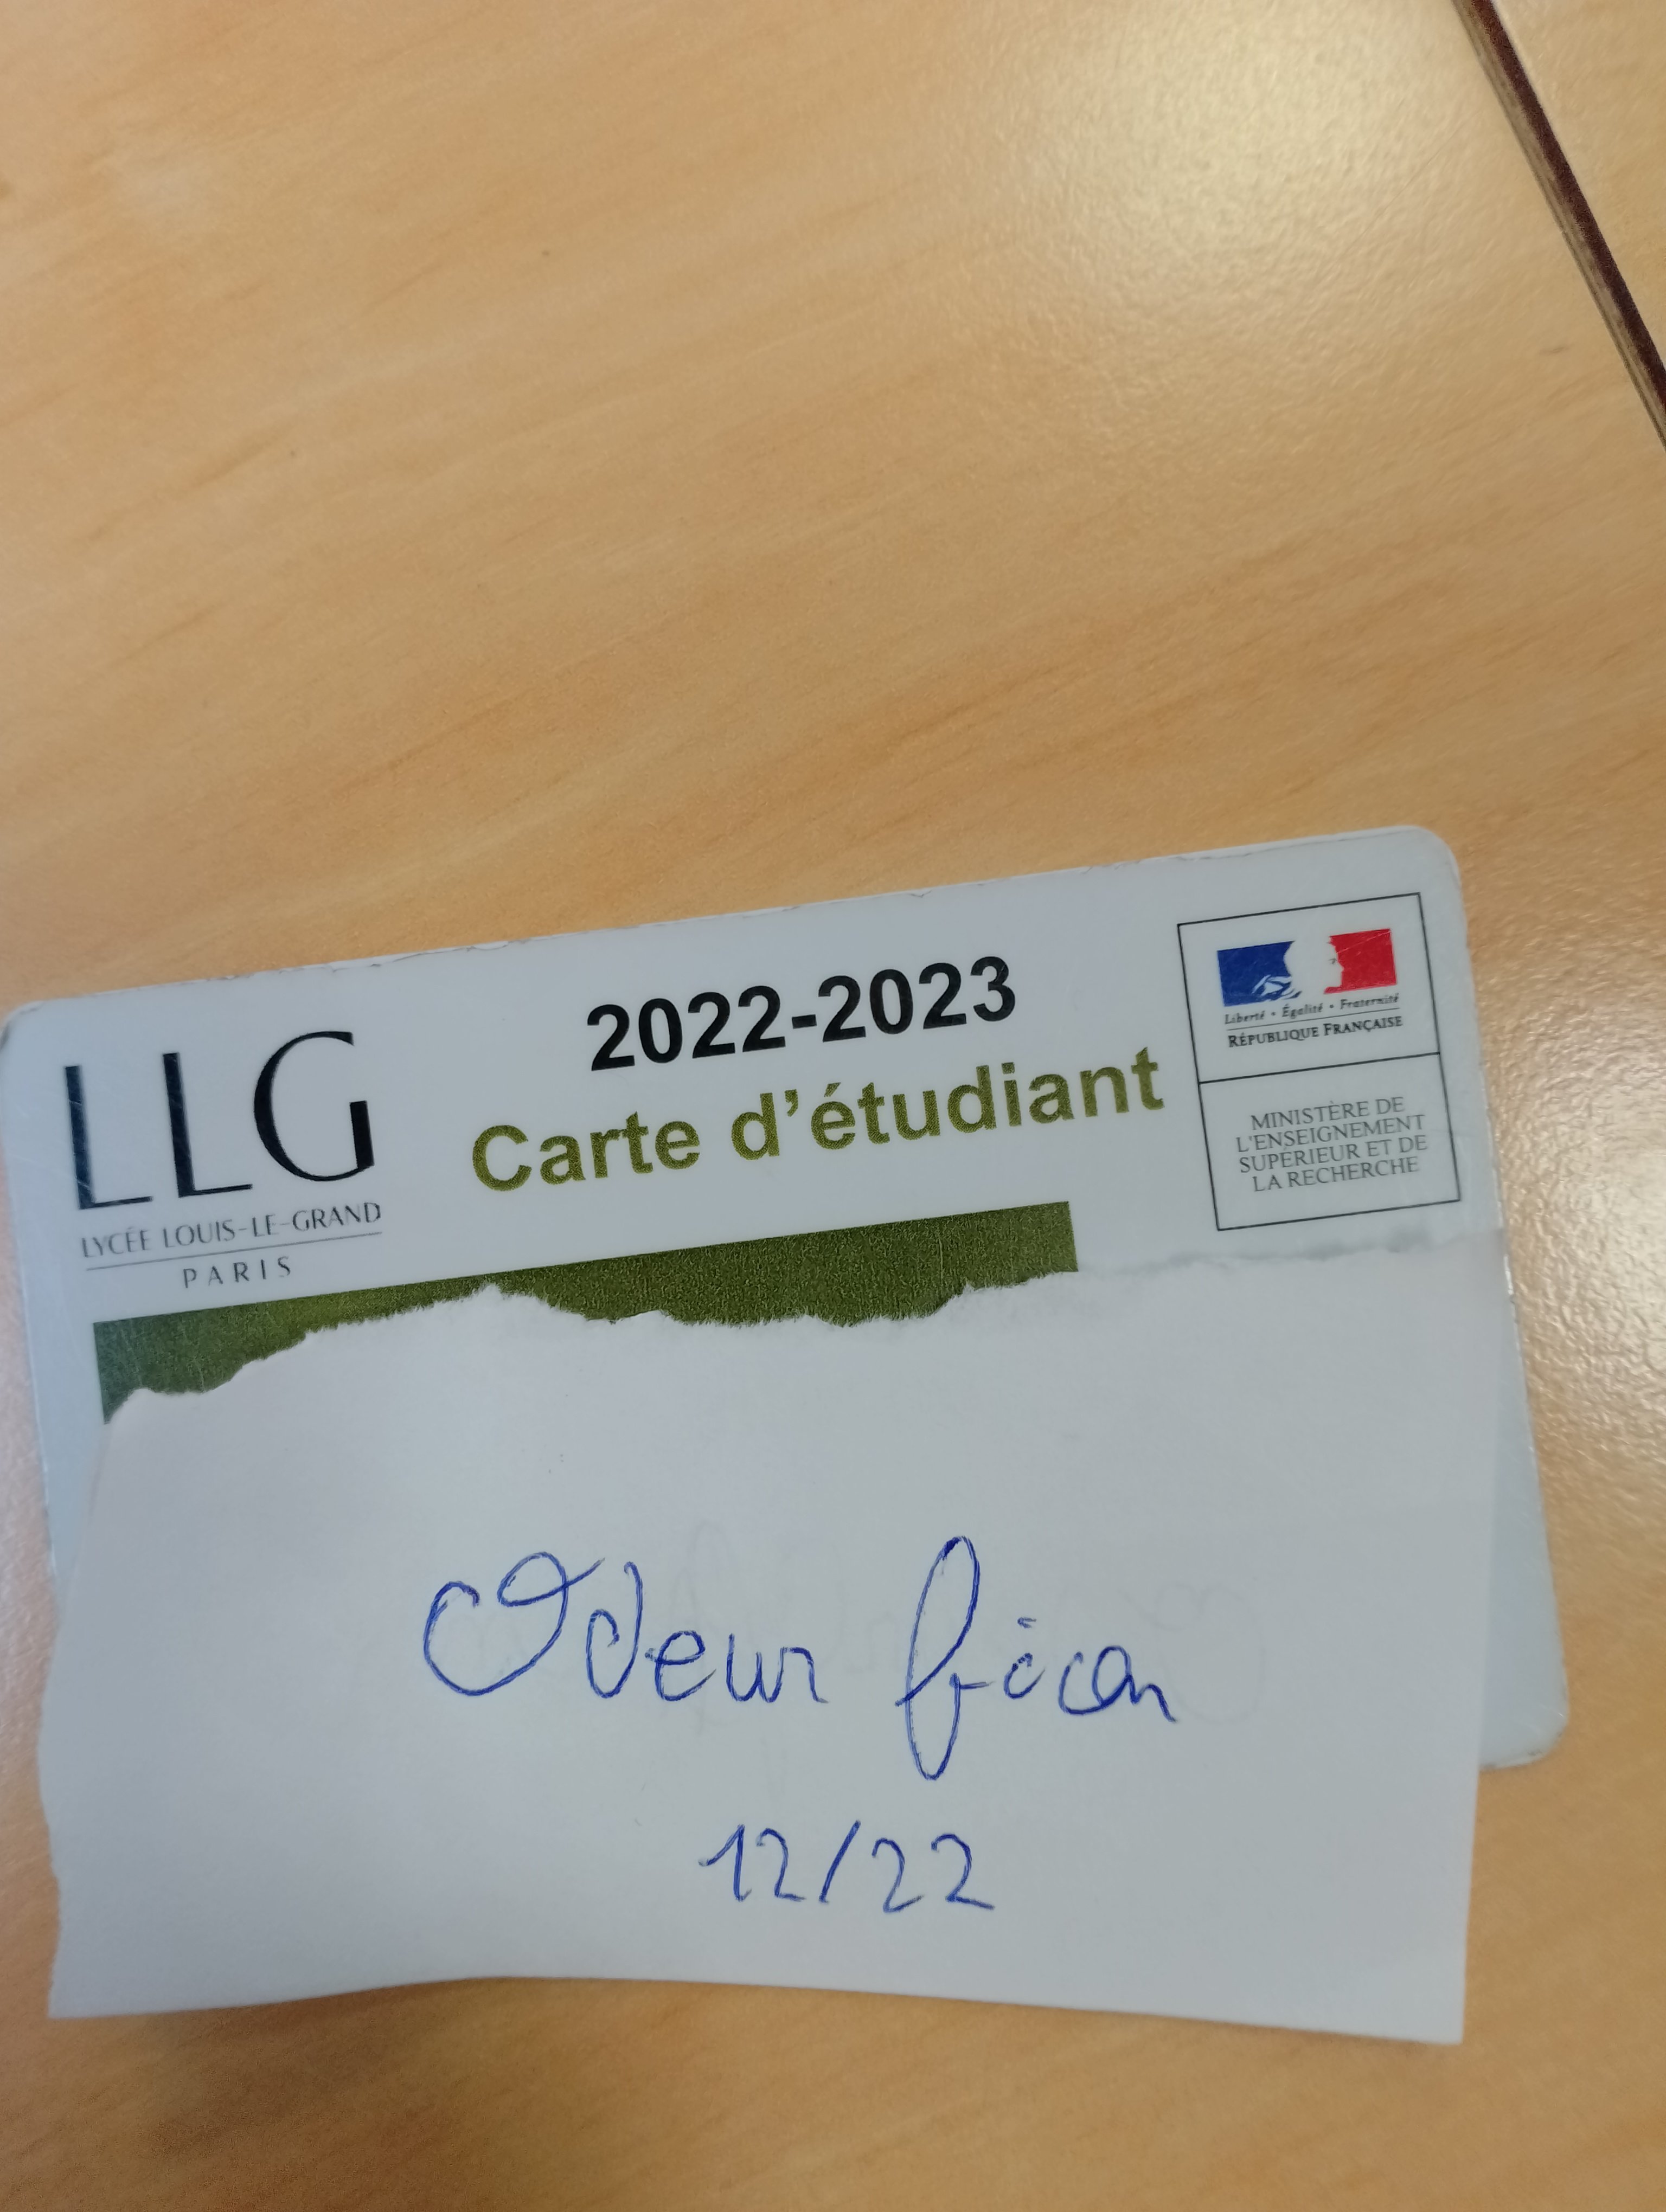 LLG
LYCÉE LOUIS-LE-GRAND
PARIS
2022-2023
Carte d'étudiant
Liberté • Égalité • Fraternité
RÉPUBLIQUE FRANÇAISE
MINISTÈRE DE
L'ENSEIGNEMENT
SUPÉRIEUR ET DE
LA RECHERCHE
Odeur
12/22